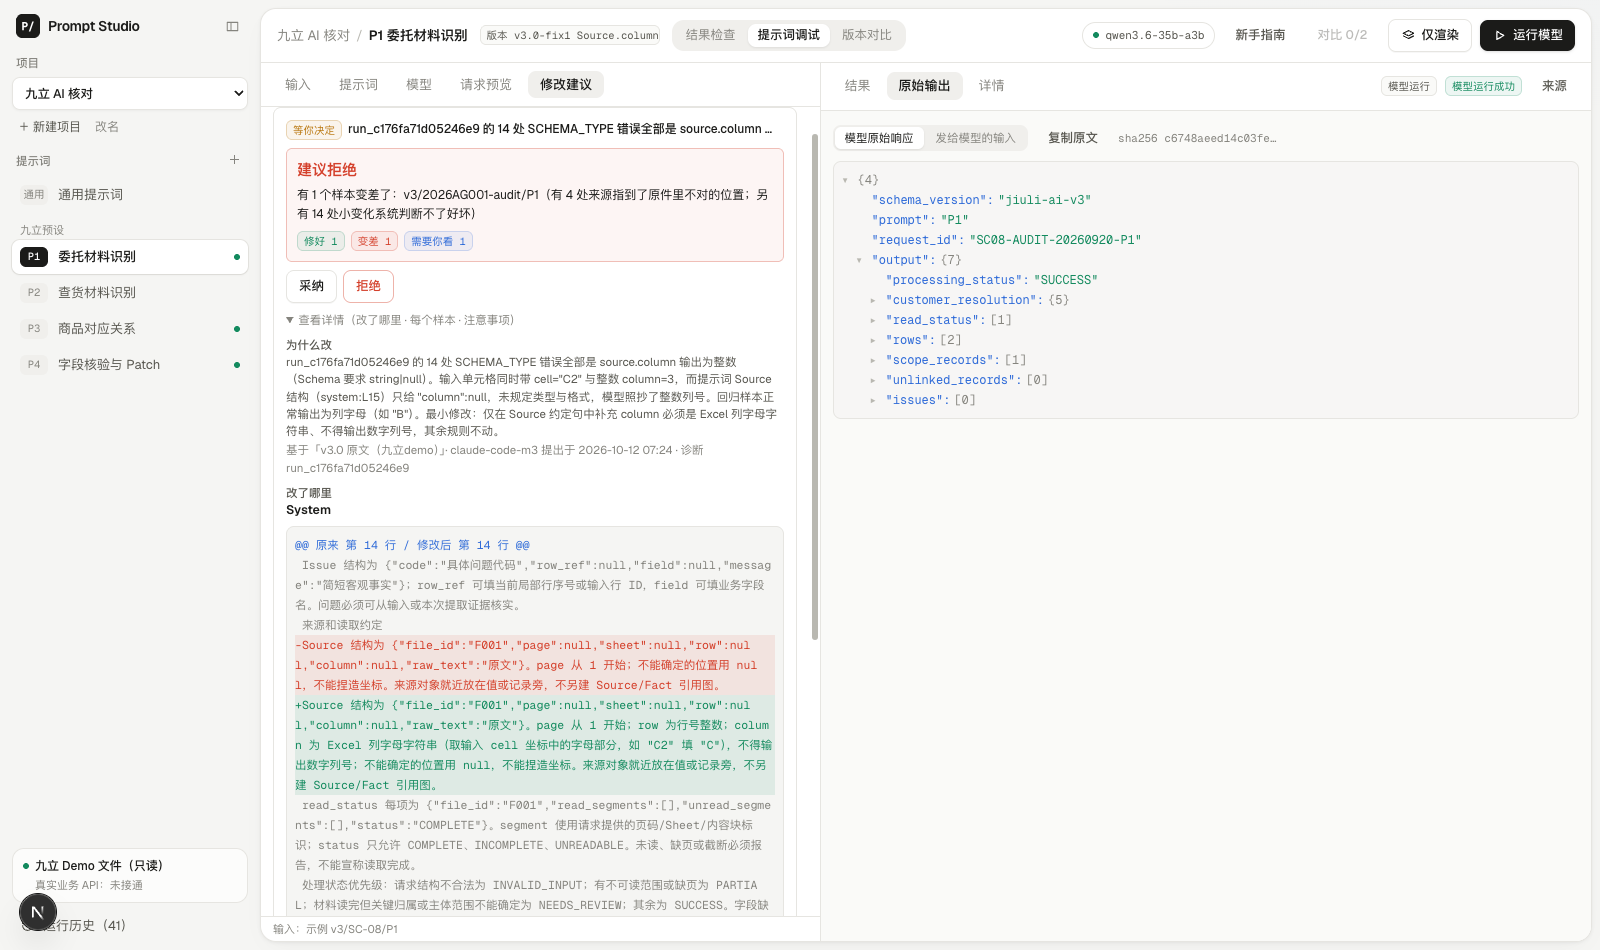 P/ Prompt Studio
项目
九立 AI 核对
+ 新建项目 改名
提示词 +
通用 通用提示词
九立预设
P1 委托材料识别
P2 查货材料识别
P3 商品对应关系
P4 字段核验与 Patch
九立 Demo 文件（只读）
真实业务 API：未接通
N 运行历史（41）
九立 AI 核对 / P1 委托材料识别 版本 v3.0-fix1 Source.column
结果检查 提示词调试 版本对比
qwen3.6-35b-a3b 新手指南 对比 0/2 仅渲染 运行模型
输入 提示词 模型 请求预览 修改建议
等你决定 run_c176fa71d05246e9 的 14 处 SCHEMA_TYPE 错误全部是 source.column ...
建议拒绝
有 1 个样本变差了：v3/2026AG001-audit/P1（有 4 处来源指到了原件里不对的位置；另
有 14 处小变化系统判断不了好坏）
修好 1 变差 1 需要你看 1
采纳 拒绝
▼ 查看详情（改了哪里 · 每个样本 · 注意事项）
为什么改
run_c176fa71d05246e9 的 14 处 SCHEMA_TYPE 错误全部是 source.column 输出为整数
（Schema 要求 string|null）。输入单元格同时带 cell="C2" 与整数 column=3，而提示词 Source
结构（system:L15）只给 "column":null，未规定类型与格式，模型照抄了整数列号。回归样本正
常输出为列字母（如 "B"）。最小修改：仅在 Source 约定句中补充 column 必须是 Excel 列字母字
符串、不得输出数字列号，其余规则不动。
基于「v3.0 原文（九立demo）」· claude-code-m3 提出于 2026-10-12 07:24 · 诊断
run_c176fa71d05246e9
改了哪里
System
@@ 原来 第 14 行 / 修改后 第 14 行 @@
Issue 结构为 {"code":"具体问题代码","row_ref":null,"field":null,"messag
e":"简短客观事实"}；row_ref 可填当前局部行序号或输入行 ID，field 可填业务字段
名。问题必须可从输入或本次提取证据核实。
来源和读取约定
-Source 结构为 {"file_id":"F001","page":null,"sheet":null,"row":nul
l,"column":null,"raw_text":"原文"}。page 从 1 开始；不能确定的位置用 nul
l，不能捏造坐标。来源对象就近放在值或记录旁，不另建 Source/Fact 引用图。
+Source 结构为 {"file_id":"F001","page":null,"sheet":null,"row":nul
l,"column":null,"raw_text":"原文"}。page 从 1 开始；row 为行号整数；colum
n 为 Excel 列字母字符串（取输入 cell 坐标中的字母部分，如 "C2" 填 "C"），不得输
出数字列号；不能确定的位置用 null，不能捏造坐标。来源对象就近放在值或记录旁，不另
建 Source/Fact 引用图。
read_status 每项为 {"file_id":"F001","read_segments":[],"unread_segme
nts":[],"status":"COMPLETE"}。segment 使用请求提供的页码/Sheet/内容块标
识；status 只允许 COMPLETE、INCOMPLETE、UNREADABLE。未读、缺页或截断必须报
告，不能宣称读取完成。
处理状态优先级：请求结构不合法为 INVALID_INPUT；有不可读范围或缺页为 PARTIA
L；材料读完但关键归属或主体范围不能确定为 NEEDS_REVIEW；其余为 SUCCESS。字段缺
输入：示例 v3/SC-08/P1
结果 原始输出 详情 模型运行 模型运行成功 来源
模型原始响应 发给模型的输入 复制原文 sha256 c6748aeed14c03fe…
▾ {4}
"schema_version": "jiuli-ai-v3"
"prompt": "P1"
"request_id": "SC08-AUDIT-20260920-P1"
▾ "output": {7}
"processing_status": "SUCCESS"
▸ "customer_resolution": {5}
▸ "read_status": [1]
▸ "rows": [2]
▸ "scope_records": [1]
▸ "unlinked_records": [0]
▸ "issues": [0]